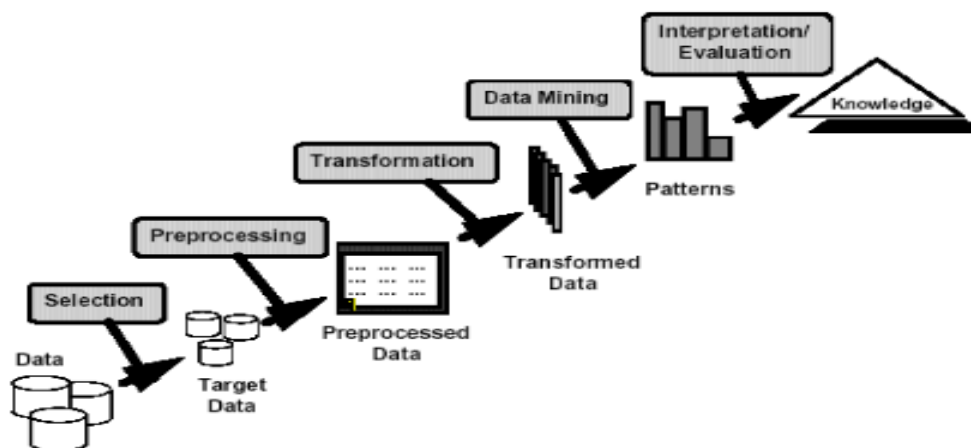 Interpretation/
Evaluation
Knowledge
Data Mining
Patterns
Transformation
Transformed
Data
Preprocessing
Preprocessed
Data
Selection
Target
Data
Data